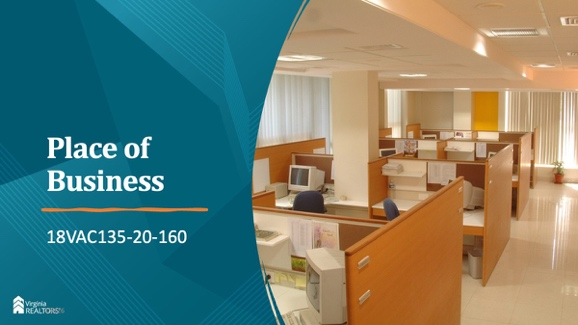 Place of
Business
18VAC135-20-160
Virginia
REALTORS®